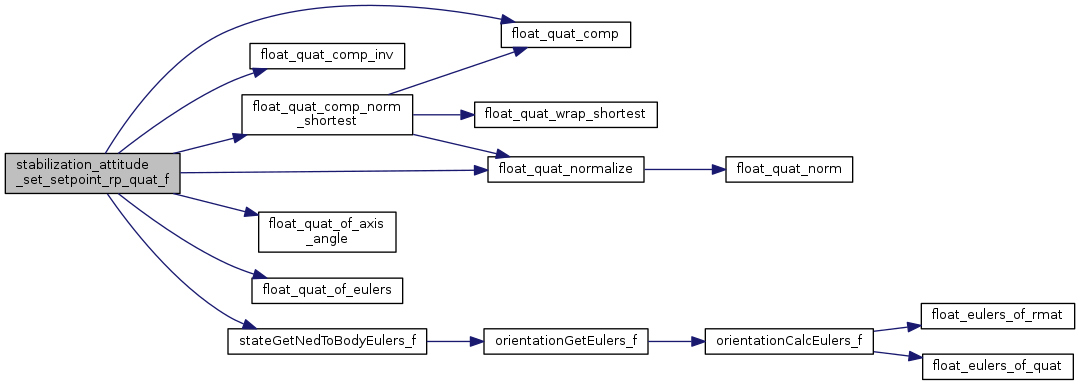 float_quat_comp
float_quat_comp_inv
float_quat_comp_norm
_shortest
float_quat_wrap_shortest
stabilization_attitude
_set_setpoint_rp_quat_f
float_quat_normalize
float_quat_norm
float_quat_of_axis
_angle
float_quat_of_eulers
float_eulers_of_rmat
stateGetNedToBodyEulers_f
orientationGetEulers_f
orientationCalcEulers_f
float_eulers_of_quat